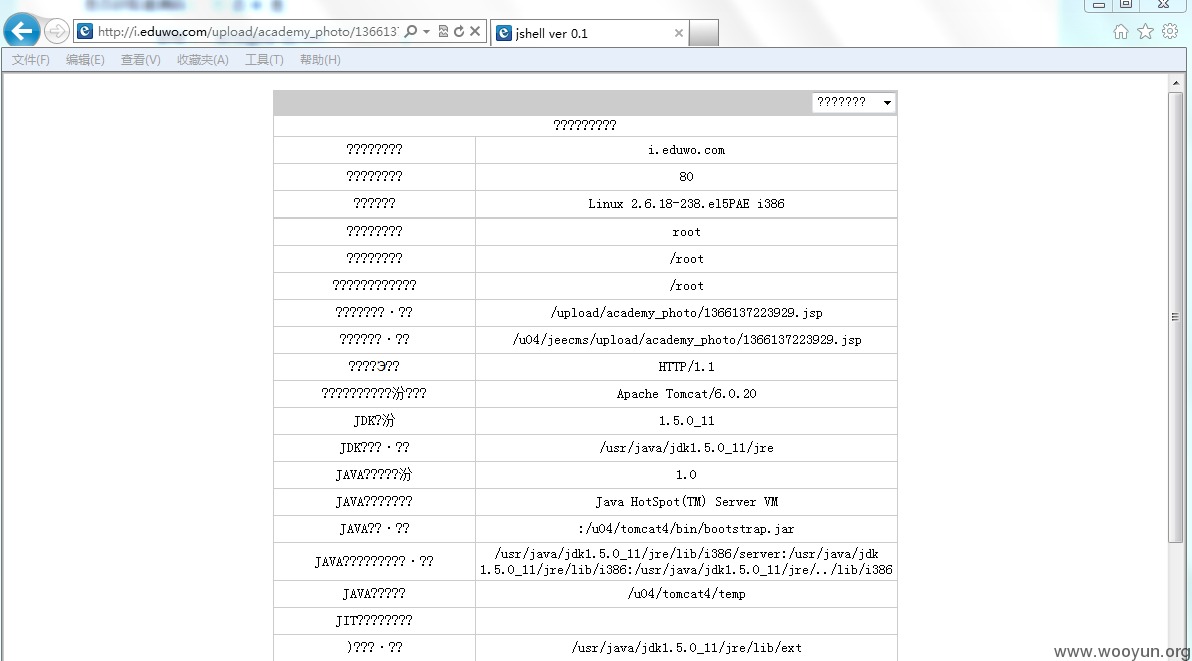 http://i.eduwo.com/upload/academy_photo/136613
jshell ver 0.1
文件(F) 编辑(E) 查看(V) 收藏夹(A) 工具(T) 帮助(H)
???????
?????????
???????? i.eduwo.com
???????? 80
?????? Linux 2.6.18-238.el5PAE i386
???????? root
???????? /root
???????????? /root
???????·?? /upload/academy_photo/1366137223929.jsp
??????·?? /u04/jeecms/upload/academy_photo/1366137223929.jsp
????Э?? HTTP/1.1
??????????汾??? Apache Tomcat/6.0.20
JDK?汾 1.5.0_11
JDK???·?? /usr/java/jdk1.5.0_11/jre
JAVA?????汾 1.0
JAVA??????? Java HotSpot(TM) Server VM
JAVA??·?? :/u04/tomcat4/bin/bootstrap.jar
JAVA?????????·?? /usr/java/jdk1.5.0_11/jre/lib/i386/server:/usr/java/jdk
1.5.0_11/jre/lib/i386:/usr/java/jdk1.5.0_11/jre/../lib/i386
JAVA????? /u04/tomcat4/temp
JIT????????
)???·?? /usr/java/jdk1.5.0_11/jre/lib/ext
www.wooyun.org